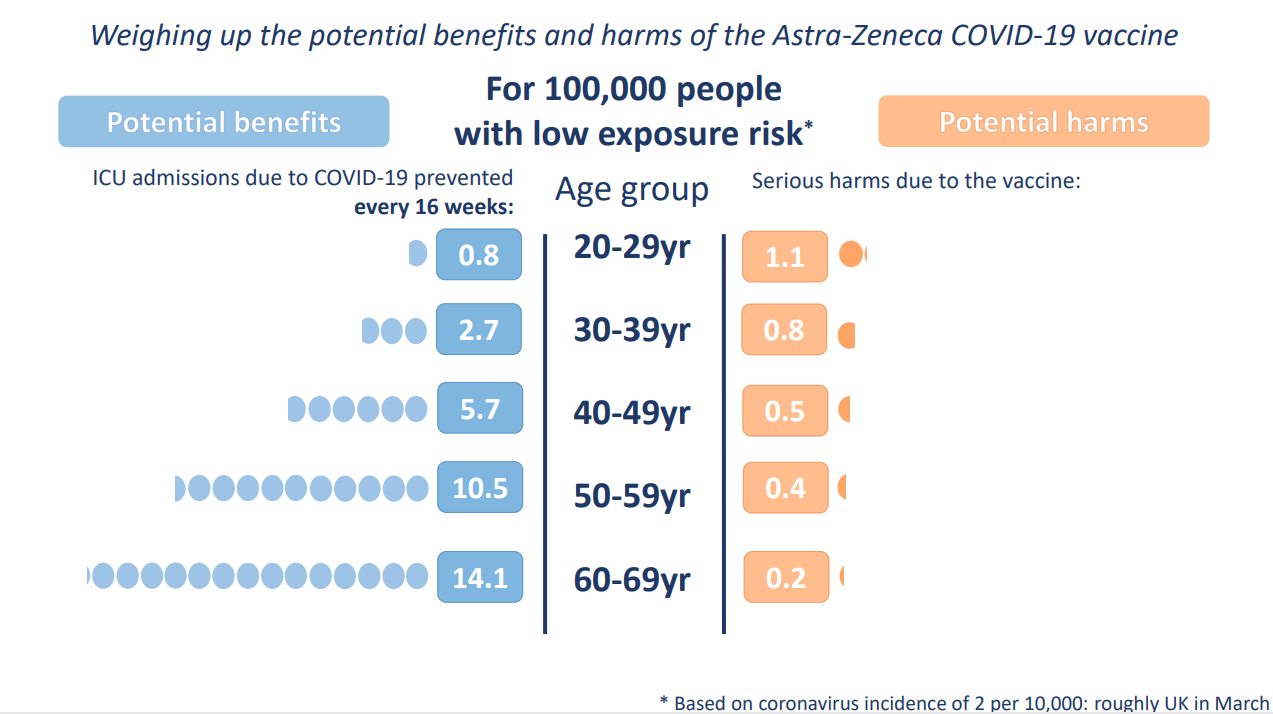 Weighing up the potential benefits and harms of the Astra-Zeneca COVID-19 vaccine
For 100,000 people
with low exposure risk*
Potential benefits
Potential harms
ICU admissions due to COVID-19 prevented
every 16 weeks:
Age group
Serious harms due to the vaccine:
0.8 20-29yr 1.1
2.7 30-39yr 0.8
5.7 40-49yr 0.5
10.5 50-59yr 0.4
14.1 60-69yr 0.2
* Based on coronavirus incidence of 2 per 10,000: roughly UK in March